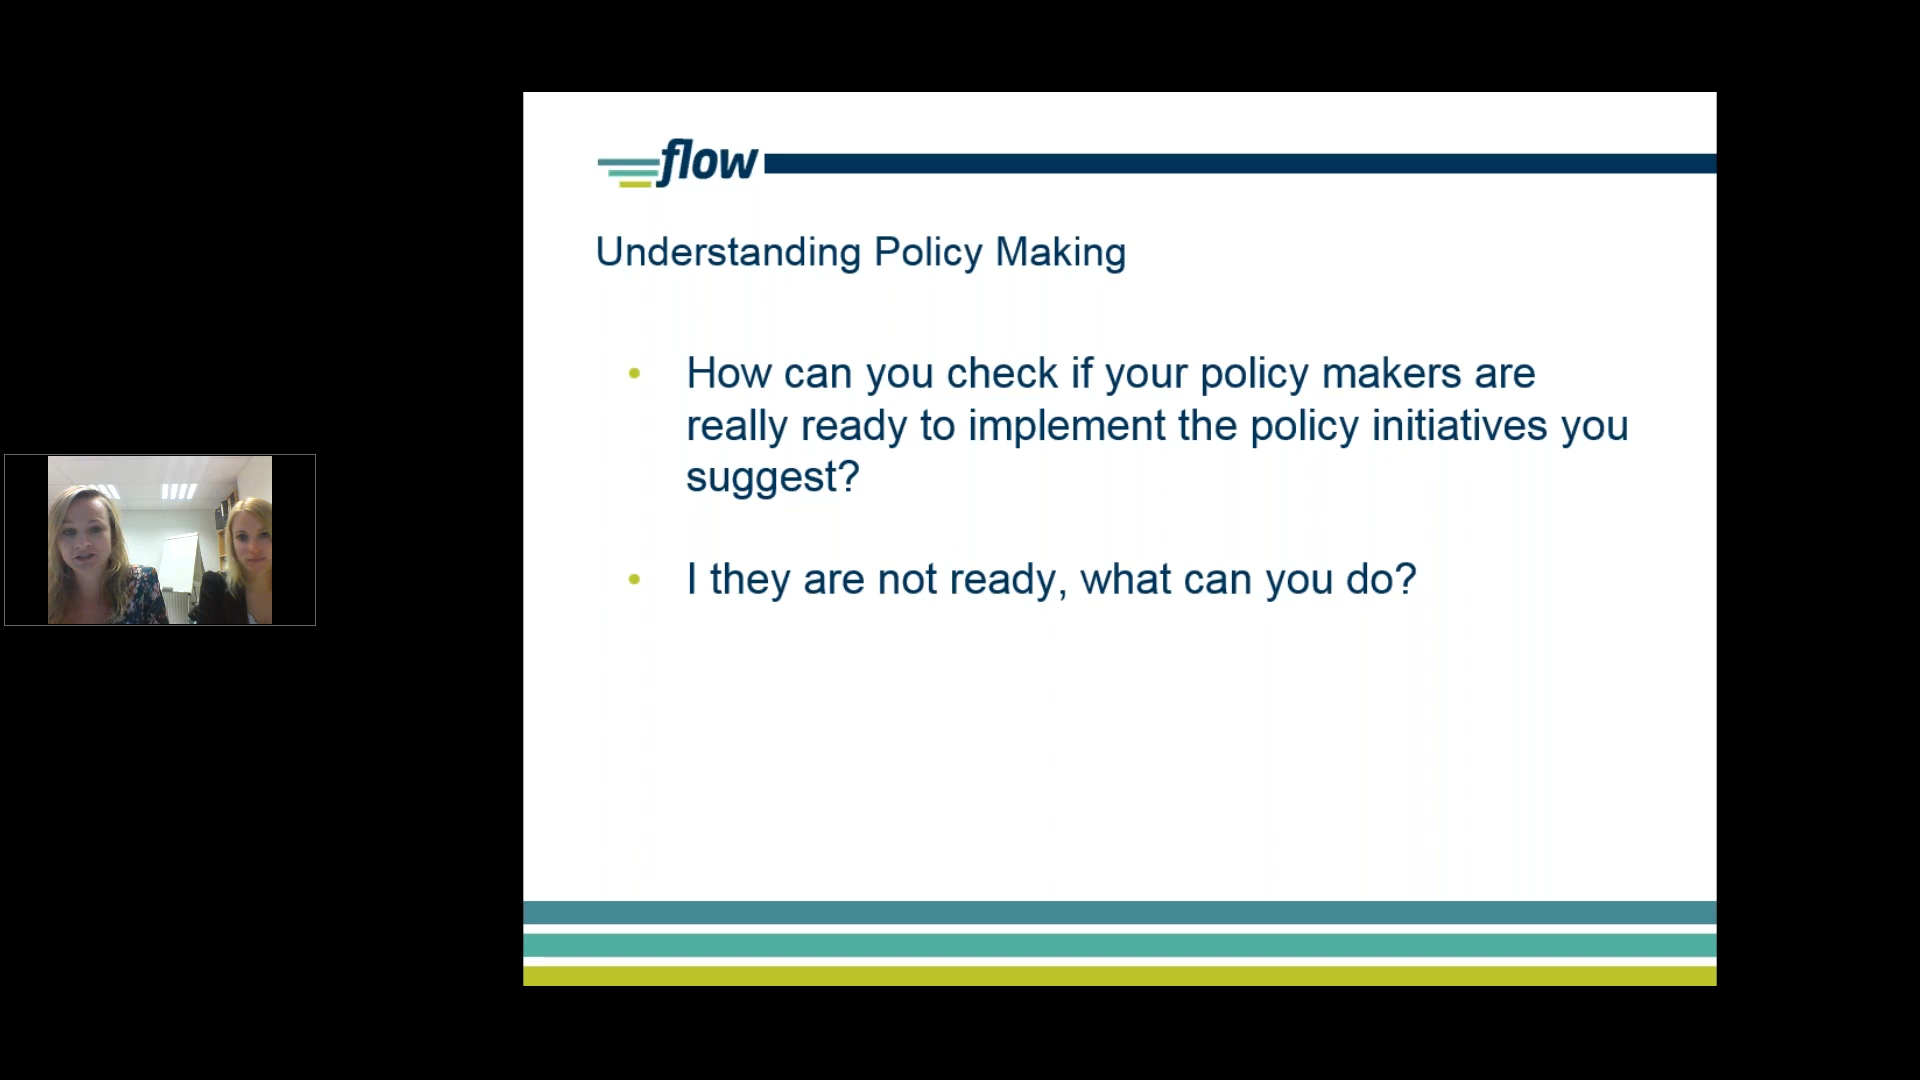 flow
Understanding Policy Making
• How can you check if your policy makers are
really ready to implement the policy initiatives you
suggest?
• I they are not ready, what can you do?